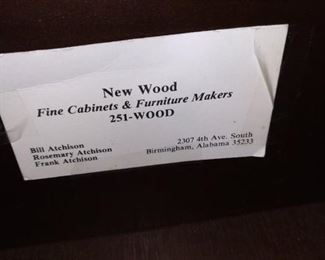 New Wood
Fine Cabinets & Furniture Makers
251-WOOD
Bill Atchison
Rosemary Atchison
Frank Atchison
2307 4th Ave. South
Birmingham, Alabama 35233